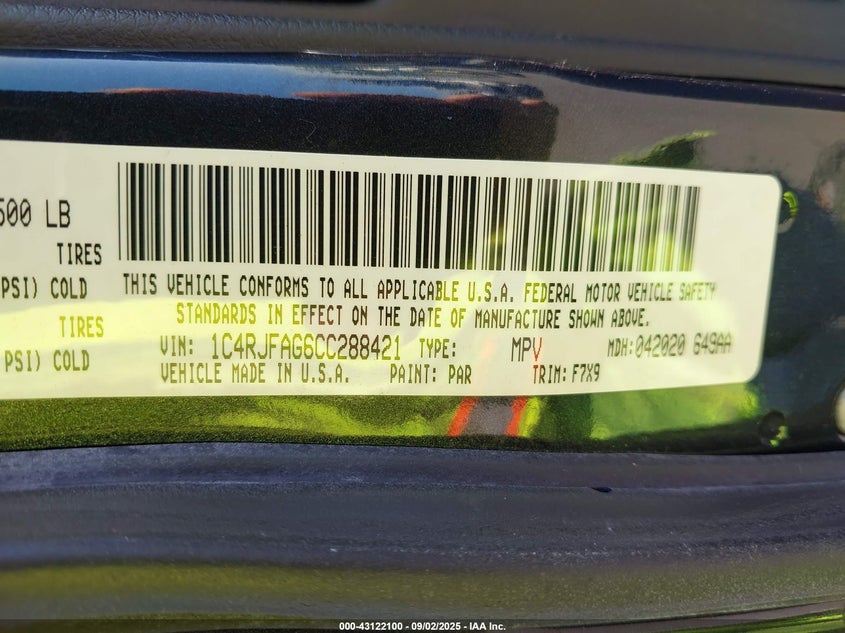 500 LB
TIRES
PSI) COLD
TIRES
PSI) COLD
THIS VEHICLE CONFORMS TO ALL APPLICABLE U.S.A. FEDERAL MOTOR VEHICLE SAFETY
STANDARDS IN EFFECT ON THE DATE OF MANUFACTURE SHOWN ABOVE.
VIN: 1C4RJFAG6CC288421 TYPE: MPV MDH:042020 649AA
VEHICLE MADE IN U.S.A. PAINT: PAR TRIM:F7X9
000-43122100 - 09/02/2025 - IAA Inc.